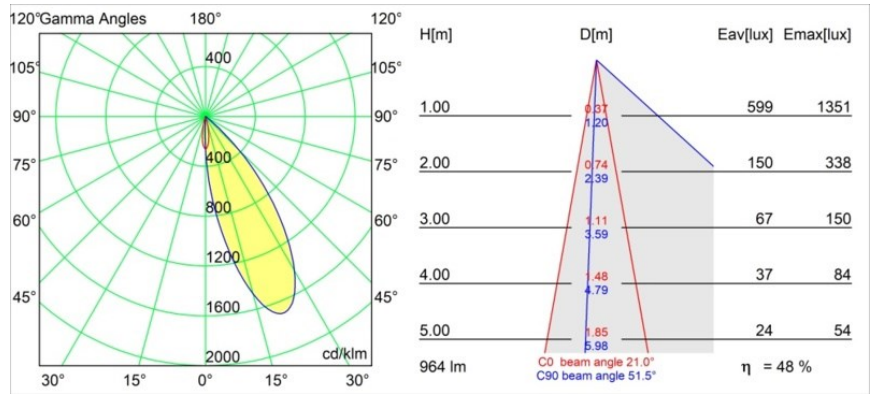 120° Gamma Angles 180° 120°
105° 400 105°
90° 90°
75° 400 75°
60° 800 60°
1200
45° 1600 45°
2000 cd/klm
30° 15° 0° 15° 30°
H[m] D[m] Eav[lux] Emax[lux]
1.00 0.37 599 1351
1.20
2.00 0.74 150 338
2.39
3.00 1.11 67 150
3.59
4.00 1.48 37 84
4.79
5.00 1.85 24 54
5.98
964 lm C0 beam angle 21.0° η = 48 %
C90 beam angle 51.5°